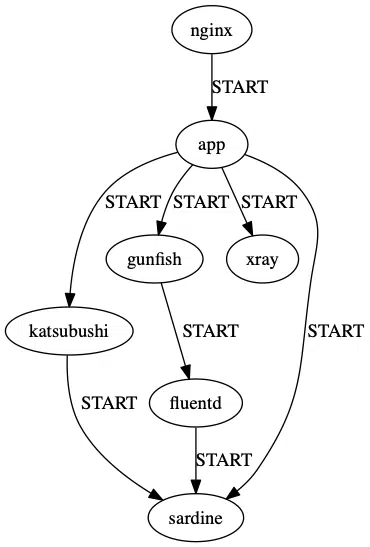 nginx
START
app
START
START
START
gunfish
xray
katsubushi
START
START
START
fluentd
START
sardine